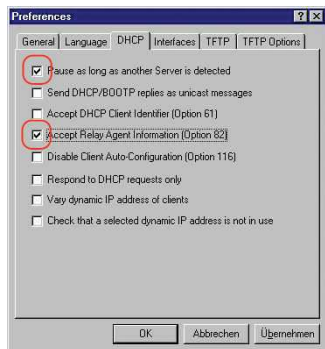 Preferences
General Language DHCP Interfaces TFTP TFTP Options
Pause as long as another Server is detected
Send DHCP/BOOTP replies as unicast messages
Accept DHCP Client Identifier (Option 61)
Accept Relay Agent Information (Option 82)
Disable Client Auto-Configuration (Option 116)
Respond to DHCP requests only
Vary dynamic IP address of clients
Check that a selected dynamic IP address is not in use
OK Abbrechen Übernehmen